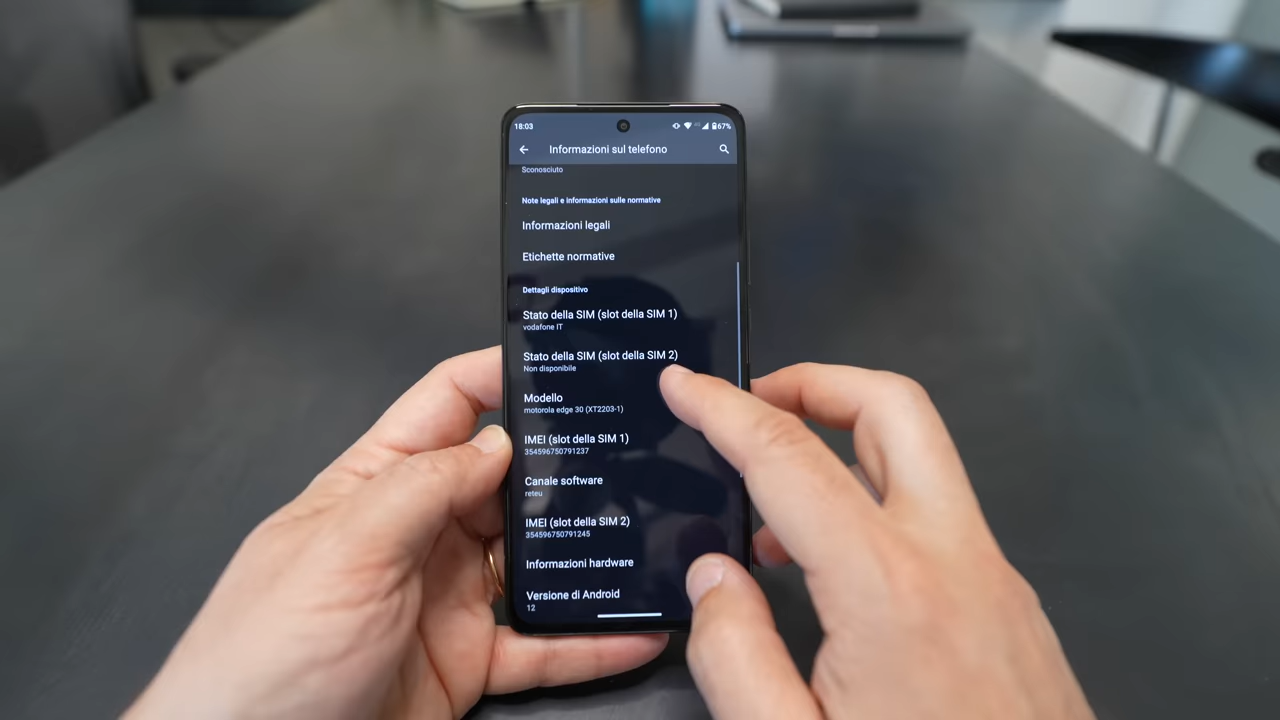 18:03
67%
Informazioni sul telefono
Sconosciuto
Note legali e informazioni sulle normative
Informazioni legali
Etichette normative
Dettagli dispositivo
Stato della SIM (slot della SIM 1)
vodafone IT
Stato della SIM (slot della SIM 2)
Non disponibile
Modello
motorola edge 30 (XT2203-1)
IMEI (slot della SIM 1)
354596750791237
Canale software
reteu
IMEI (slot della SIM 2)
354596750791245
Informazioni hardware
Versione di Android
12